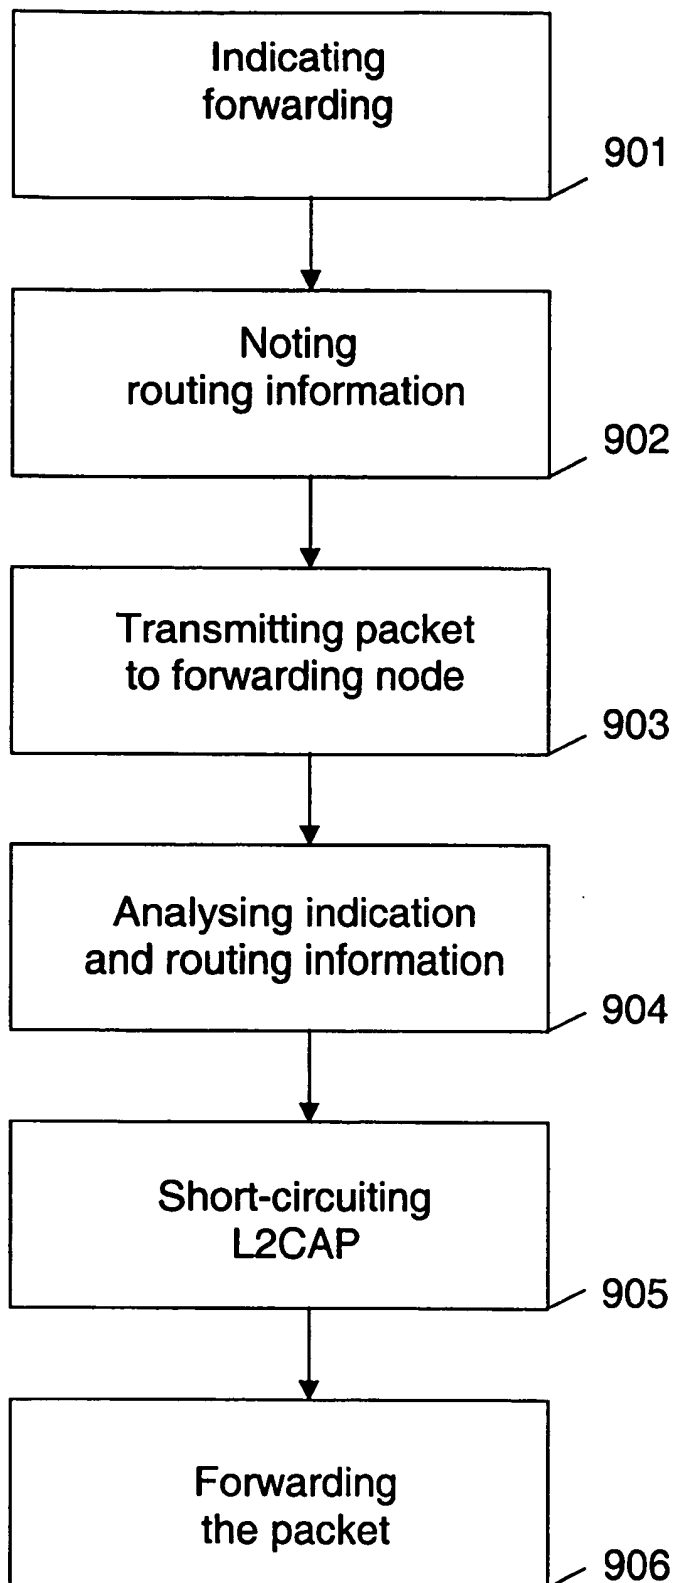 Indicating
forwarding
901
Noting
routing information
902
Transmitting packet
to forwarding node
903
Analysing indication
and routing information
904
Short-circuiting
L2CAP
905
Forwarding
the packet
906